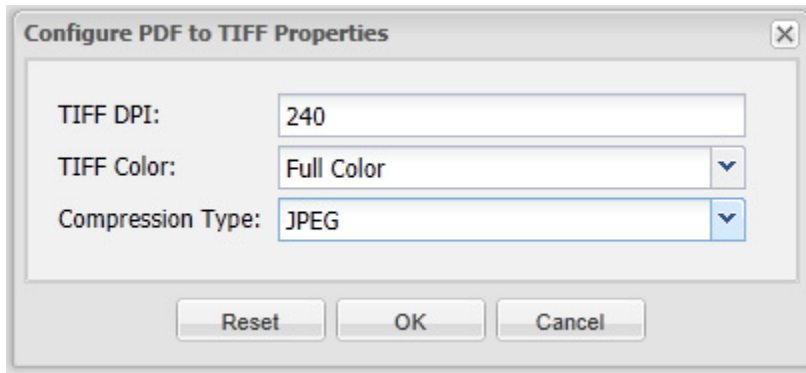 Configure PDF to TIFF Properties
TIFF DPI: 240
TIFF Color: Full Color
Compression Type: JPEG
Reset OK Cancel